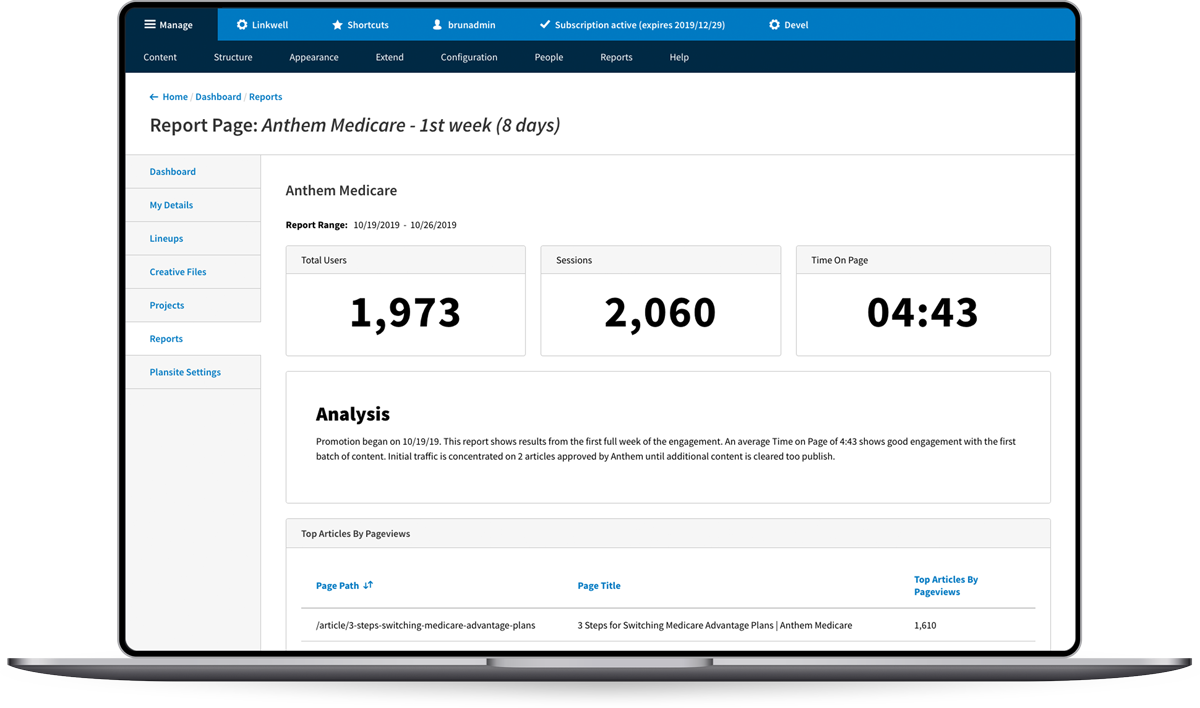 Manage Linkwell Shortcuts brunadmin Subscription active (expires 2019/12/29) Devel
Content Structure Appearance Extend Configuration People Reports Help
Home / Dashboard / Reports
Report Page: Anthem Medicare - 1st week (8 days)
Dashboard
My Details
Lineups
Creative Files
Projects
Reports
Plansite Settings
Anthem Medicare
Report Range: 10/19/2019 - 10/26/2019
Total Users Sessions Time On Page
1,973 2,060 04:43
Analysis
Promotion began on 10/19/19. This report shows results from the first full week of the engagement. An average Time on Page of 4:43 shows good engagement with the first
batch of content. Initial traffic is concentrated on 2 articles approved by Anthem until additional content is cleared too publish.
Top Articles By Pageviews
Page Path Page Title Top Articles By
Pageviews
/article/3-steps-switching-medicare-advantage-plans 3 Steps for Switching Medicare Advantage Plans | Anthem Medicare 1,610